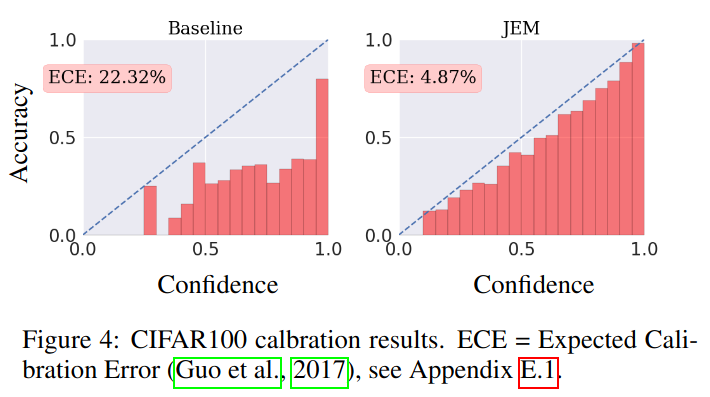 Baseline
JEM
1.0
ECE: 22.32%
0.5
0.0
0.0
0.5
1.0
Accuracy
Confidence
1.0
ECE: 4.87%
0.5
0.0
0.0
0.5
1.0
Confidence
Figure 4: CIFAR100 calbration results. ECE = Expected Cali-
bration Error (Guo et al., 2017), see Appendix E.1.